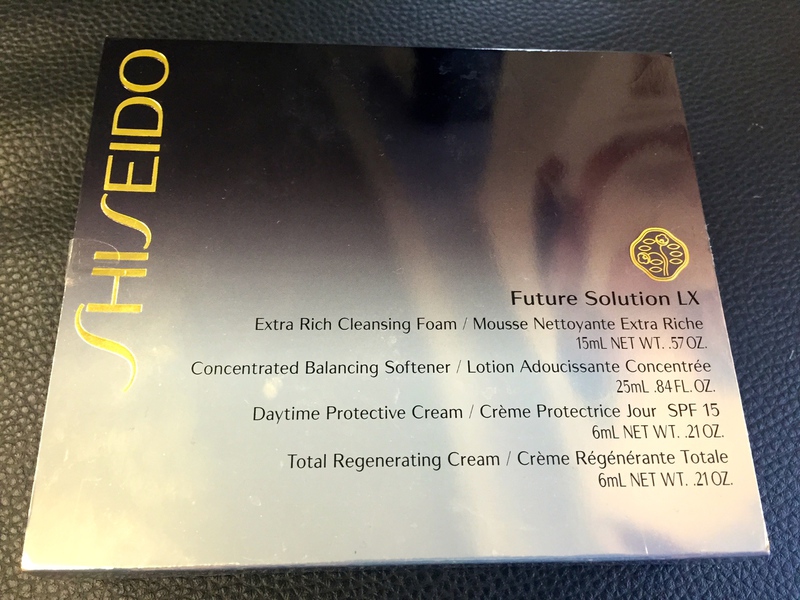 SHISEIDO
Future Solution LX
Extra Rich Cleansing Foam / Mousse Nettoyante Extra Riche
15mL NET WT. .57 OZ.
Concentrated Balancing Softener / Lotion Adoucissante Concentrée
25mL .84 FL. OZ.
Daytime Protective Cream / Crème Protectrice Jour SPF 15
6mL NET WT. .21 OZ.
Total Regenerating Cream / Crème Régénérante Totale
6mL NET WT. .21 OZ.